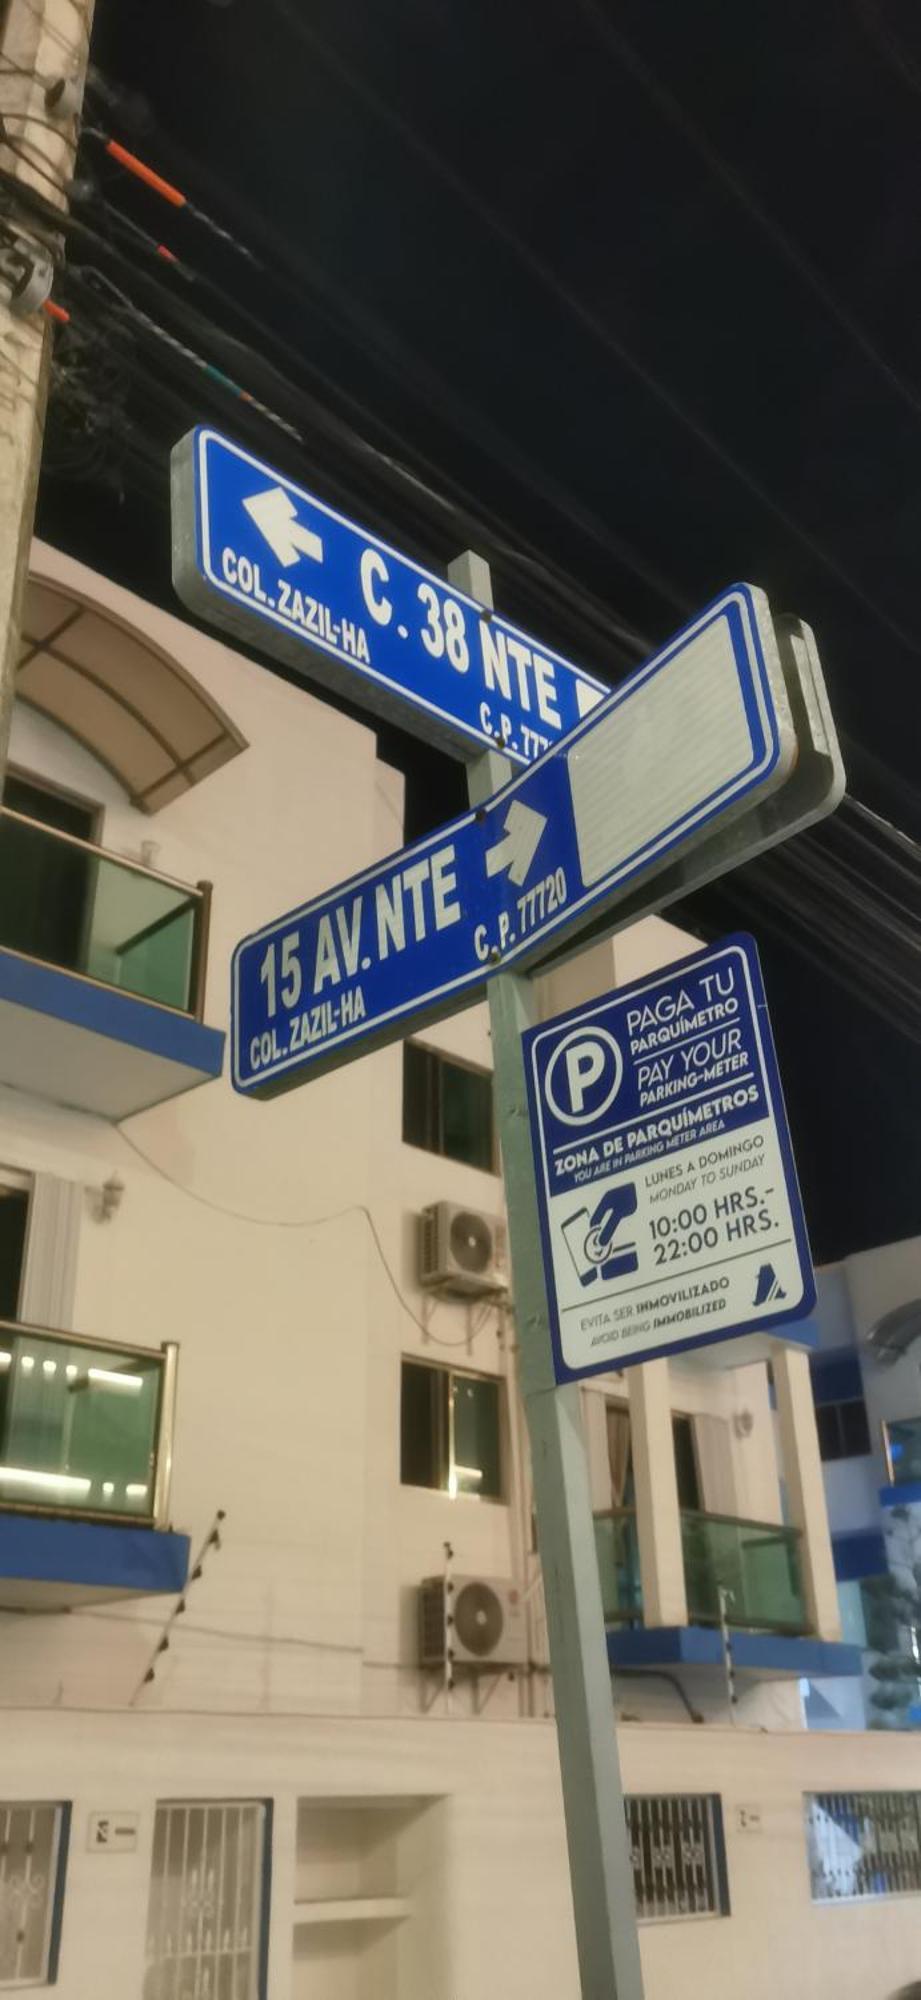 C. 38 NTE
COL. ZAZIL-HA
C.P.
15 AV. NTE
COL. ZAZIL-HA
C.P. 77720
P
PAGA TU
PARQUÍMETRO
PAY YOUR
PARKING-METER
ZONA DE PARQUÍMETROS
YOU ARE IN PARKING METER AREA
LUNES A DOMINGO
MONDAY TO SUNDAY
10:00 HRS.-
22:00 HRS.
EVITA SER INMOVILIZADO
AVOID BEING IMMOBILIZED